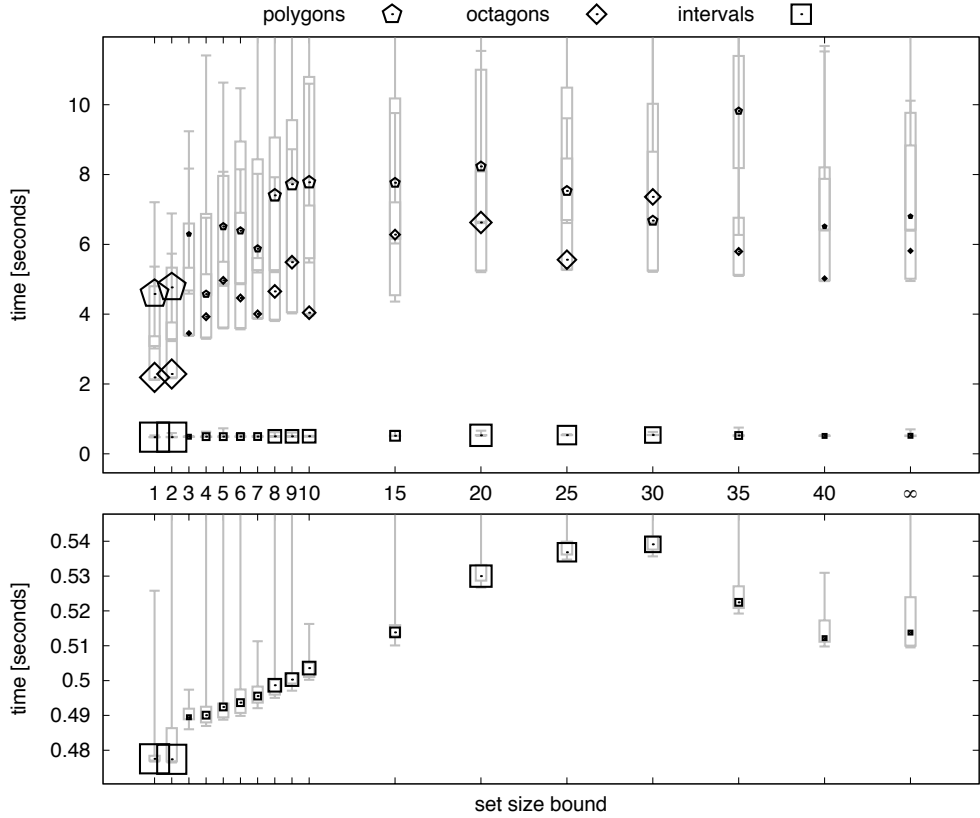 polygons octagons intervals
time [seconds]
10
8
6
4
2
0
1 2 3 4 5 6 7 8 9 10 15 20 25 30 35 40 ∞
time [seconds]
0.54
0.53
0.52
0.51
0.5
0.49
0.48
set size bound